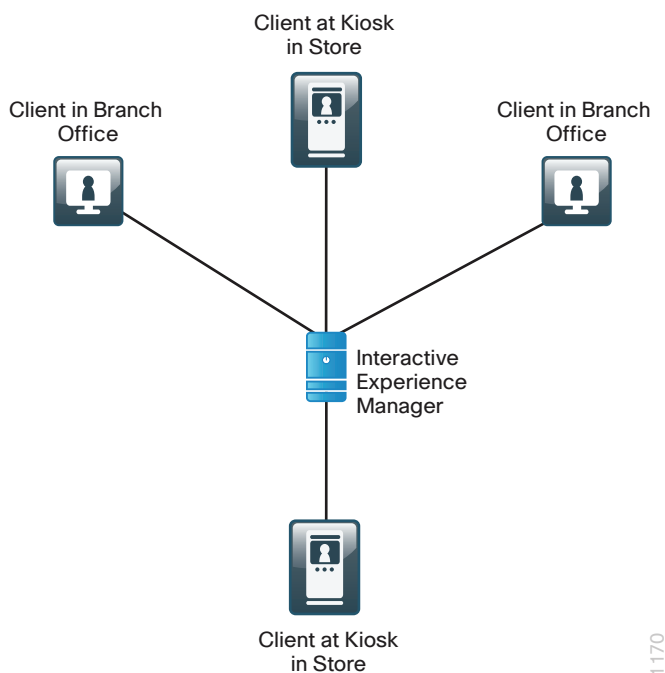 Client at Kiosk
in Store
Client in Branch
Office
Client in Branch
Office
Interactive
Experience
Manager
Client at Kiosk
in Store
1170